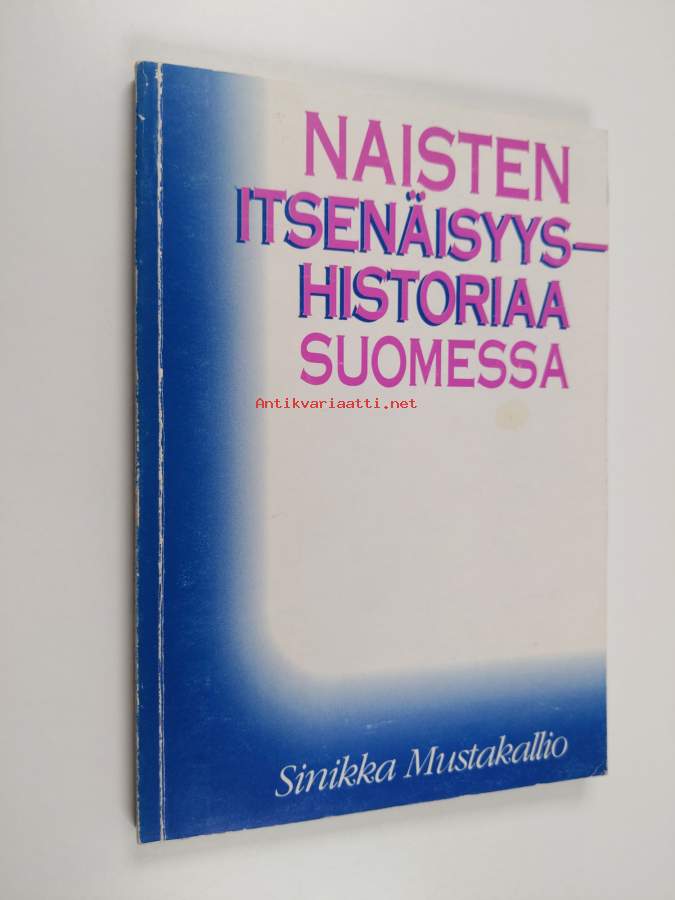 NAISTEN
ITSENÄISYYS–
HISTORIAA
SUOMESSA
Antikvariaatti.net
Sinikka Mustakallio